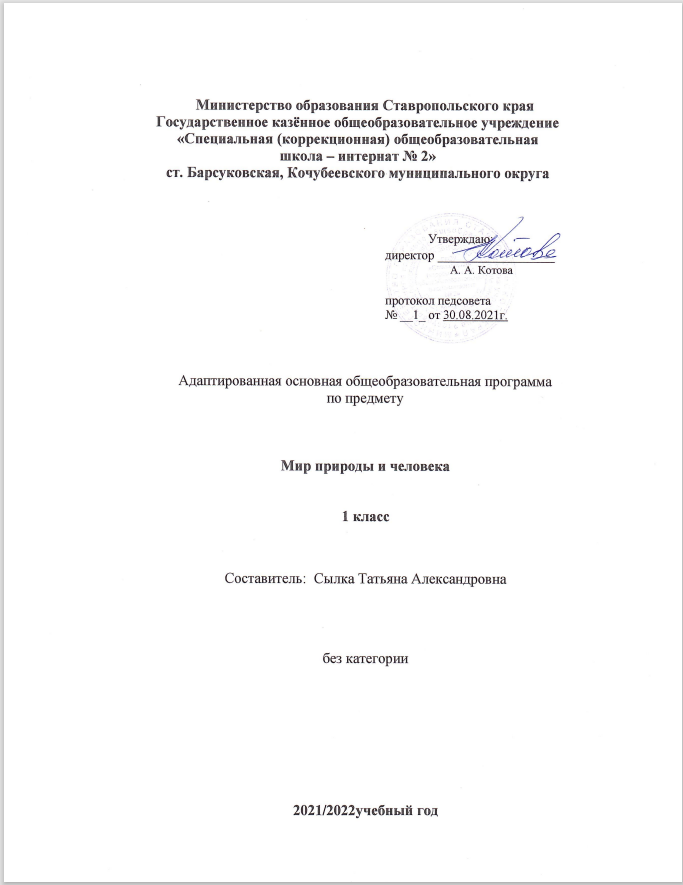 Министерство образования Ставропольского края
Государственное казённое общеобразовательное учреждение
«Специальная (коррекционная) общеобразовательная
школа – интернат № 2»
ст. Барсуковская, Кочубеевского муниципального округа
Утверждаю:
директор
А. А. Котова
протокол педсовета
№ __1_ от 30.08.2021г.
Адаптированная основная общеобразовательная программа
по предмету
Мир природы и человека
1 класс
Составитель: Сылка Татьяна Александровна
без категории
2021/2022учебный год